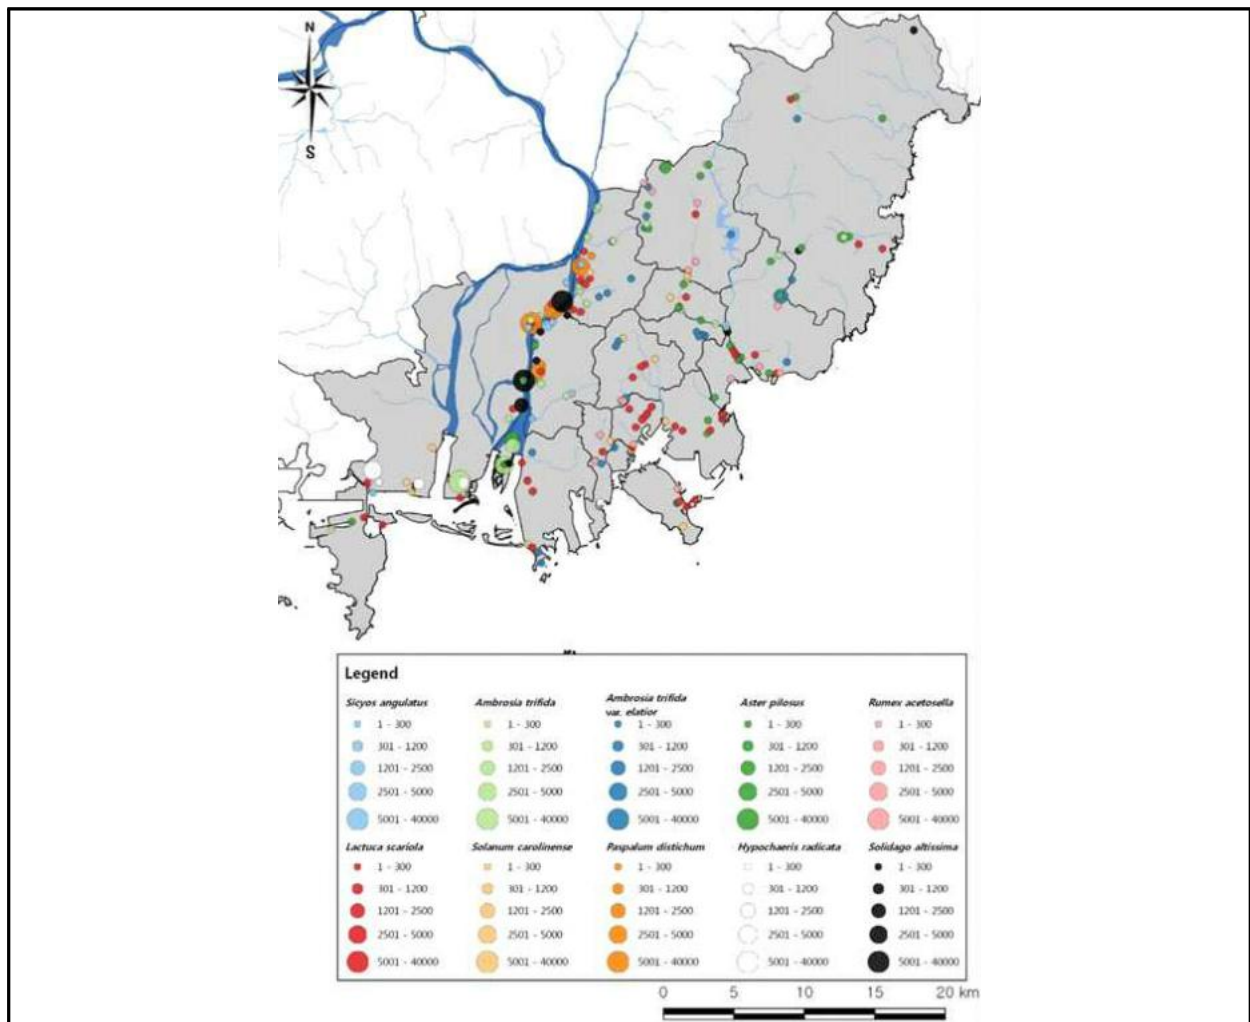 N
S
Legend
Sicyos angulatus
1 - 300
301 - 1200
1201 - 2500
2501 - 5000
5001 - 40000
Ambrosia trifida
1 - 300
301 - 1200
1201 - 2500
2501 - 5000
5001 - 40000
Ambrosia trifida
var. elatior
1 - 300
301 - 1200
1201 - 2500
2501 - 5000
5001 - 40000
Aster pilosus
1 - 300
301 - 1200
1201 - 2500
2501 - 5000
5001 - 40000
Rumex acetosella
1 - 300
301 - 1200
1201 - 2500
2501 - 5000
5001 - 40000
Lactuca scariola
1 - 300
301 - 1200
1201 - 2500
2501 - 5000
5001 - 40000
Solanum carolinense
1 - 300
301 - 1200
1201 - 2500
2501 - 5000
5001 - 40000
Paspalum distichum
1 - 300
301 - 1200
1201 - 2500
2501 - 5000
5001 - 40000
Hypochaeris radicata
1 - 300
301 - 1200
1201 - 2500
2501 - 5000
5001 - 40000
Solidago altissima
1 - 300
301 - 1200
1201 - 2500
2501 - 5000
5001 - 40000
0 5 10 15 20 km